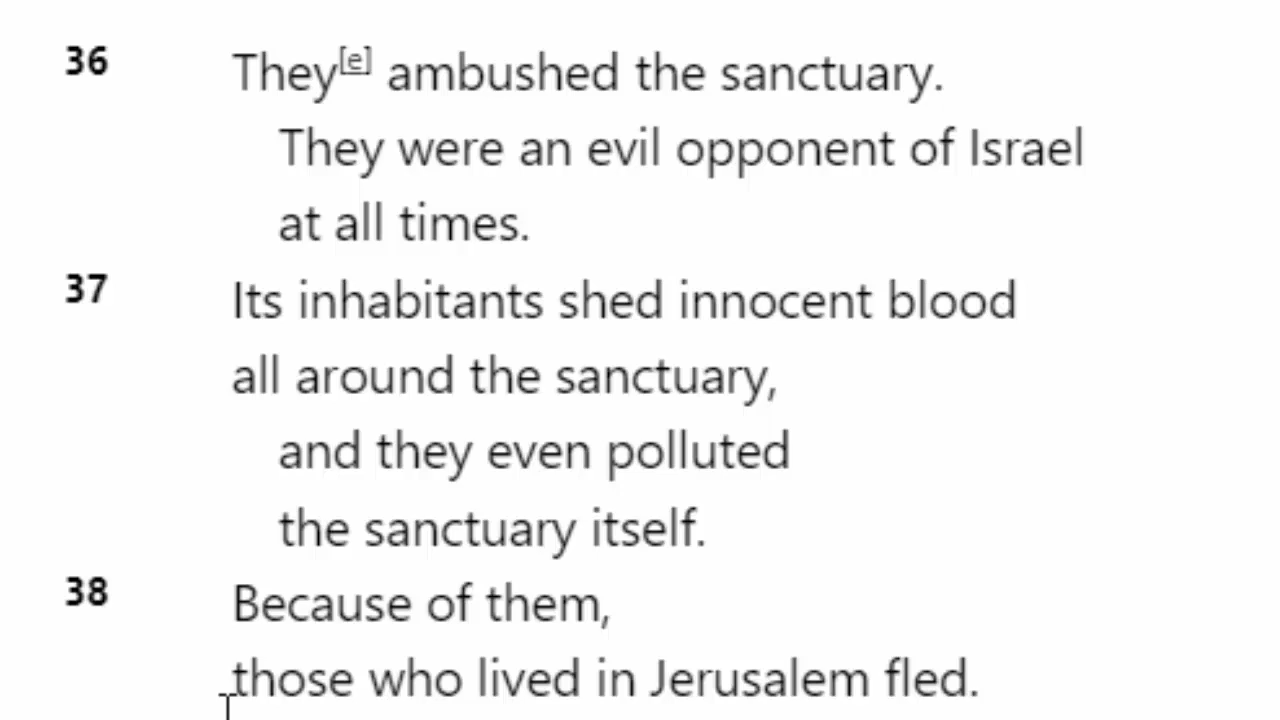 36 They[e] ambushed the sanctuary.
They were an evil opponent of Israel
at all times.
37 Its inhabitants shed innocent blood
all around the sanctuary,
and they even polluted
the sanctuary itself.
38 Because of them,
those who lived in Jerusalem fled.